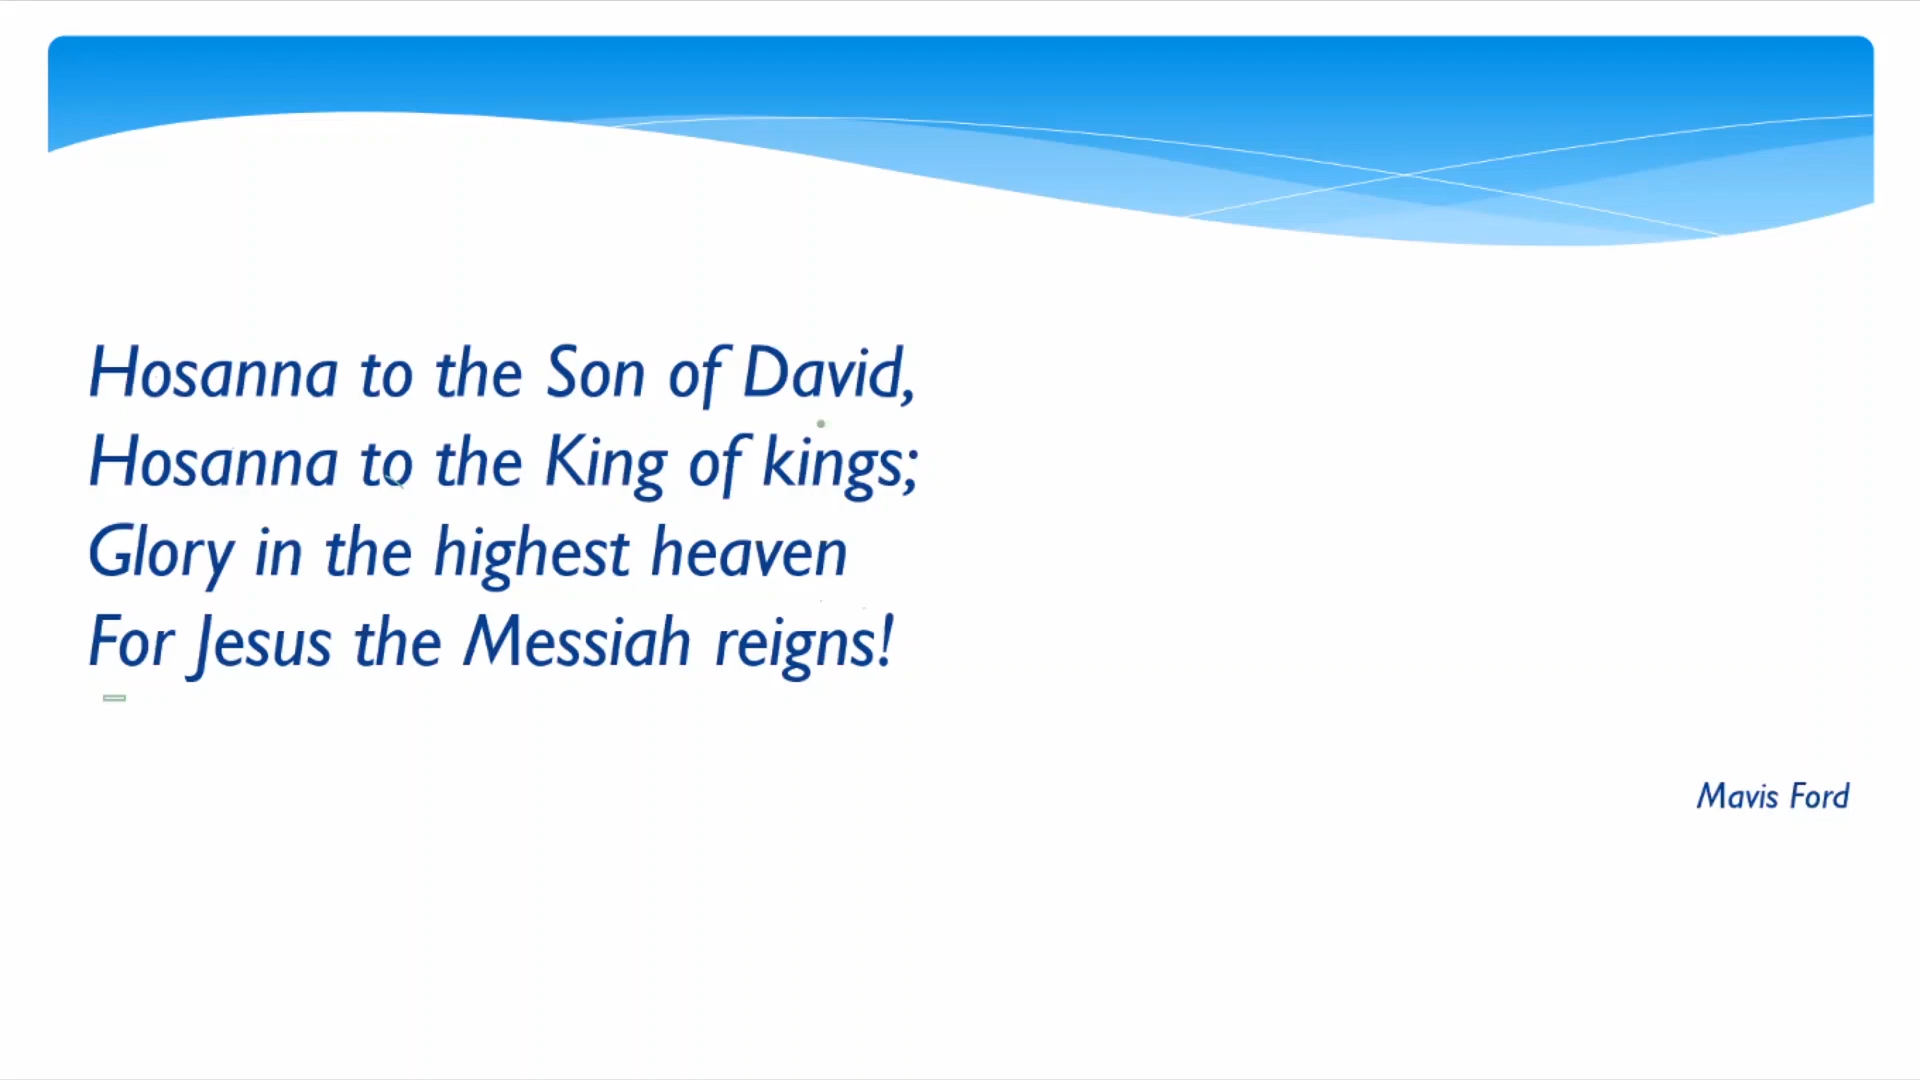 Hosanna to the Son of David,
Hosanna to the King of kings;
Glory in the highest heaven
For Jesus the Messiah reigns!
Mavis Ford